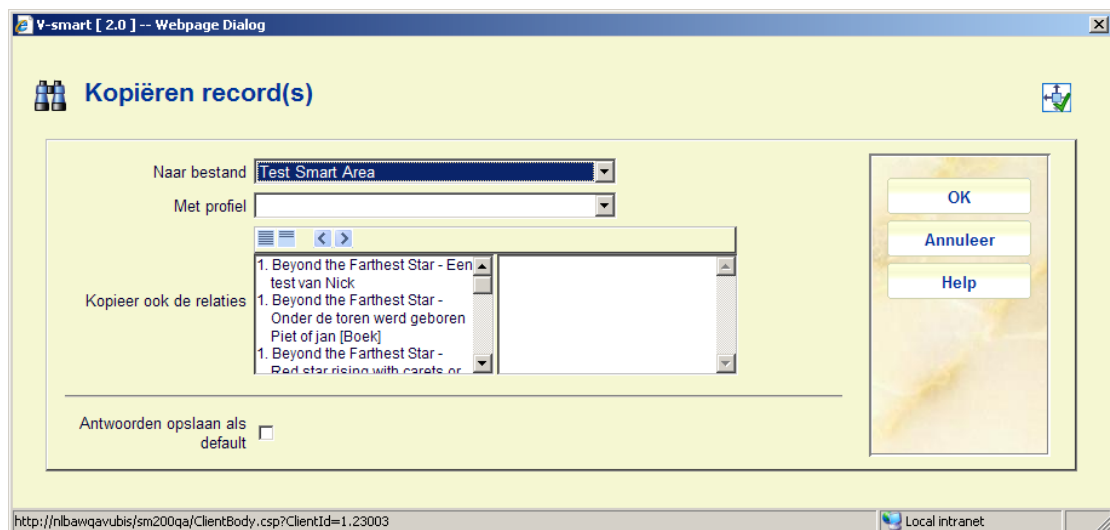 V-smart [ 2.0 ] -- Webpage Dialog
Kopiëren record(s)
Naar bestand Test Smart Area
Met profiel
Kopieer ook de relaties
1. Beyond the Farthest Star - Een
test van Nick
1. Beyond the Farthest Star -
Onder de toren werd geboren
Piet of jan [Boek]
1. Beyond the Farthest Star -
Red star rising with carets or
Antwoorden opslaan als
default
OK
Annuleer
Help
http://nlbawqavubis/sm200qa/ClientBody.csp?ClientId=1.23003
Local intranet